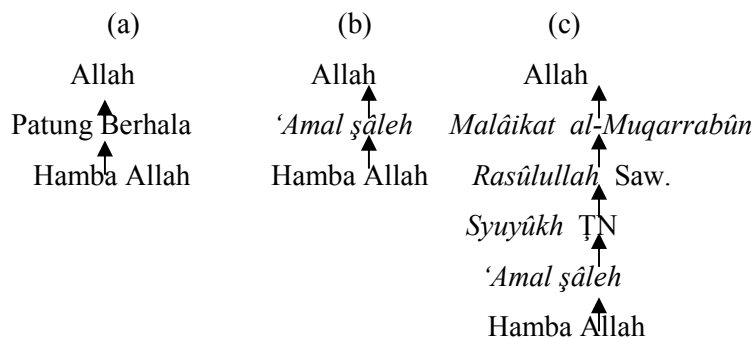 (a) (b) (c)
Allah Allah Allah
Patung Berhala ‘Amal şâleh Malâikat al-Muqarrabûn
Hamba Allah Hamba Allah Rasûlullah Saw.
Syuyûkh ŢN
‘Amal şâleh
Hamba Allah